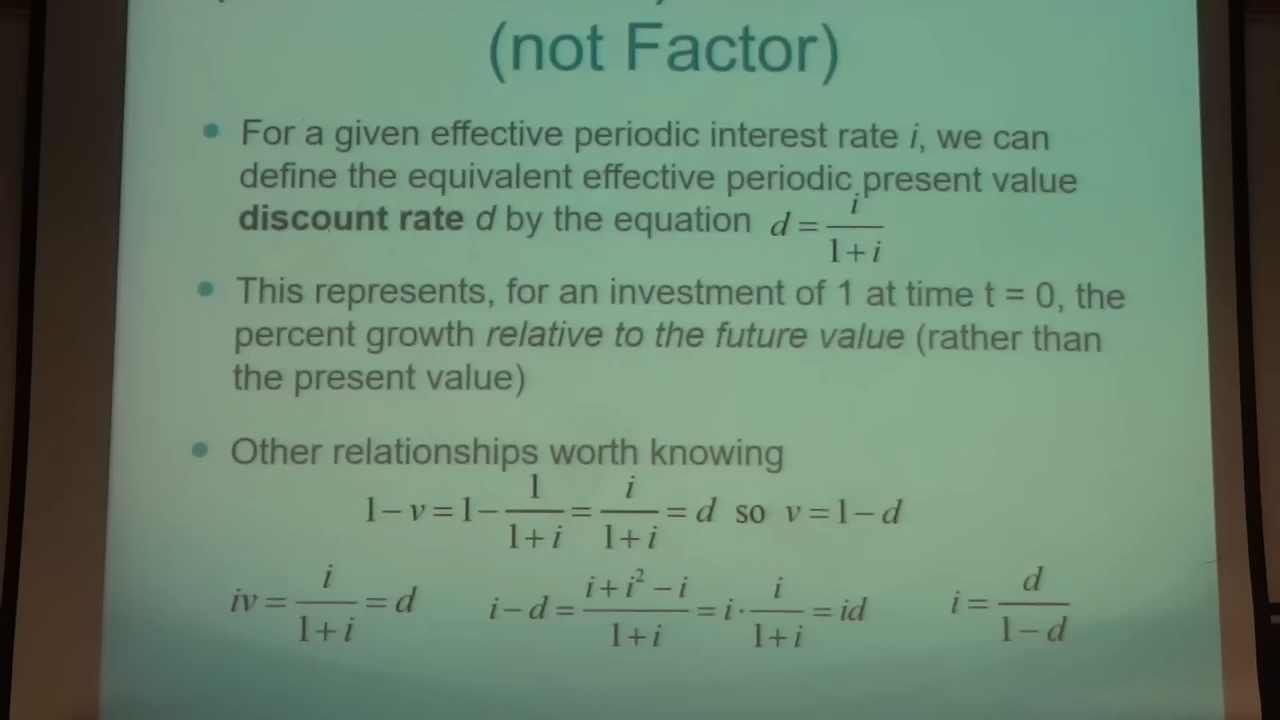 (not Factor)
• For a given effective periodic interest rate i, we can
define the equivalent effective periodic present value
discount rate d by the equation d = i/(1+i)
• This represents, for an investment of 1 at time t = 0, the
percent growth relative to the future value (rather than
the present value)
• Other relationships worth knowing
1−v=1−1/(1+i)=i/(1+i)=d so v=1−d
iv=i/(1+i)=d i−d=(i+i²−i)/(1+i)=i·i/(1+i)=id i=d/(1−d)